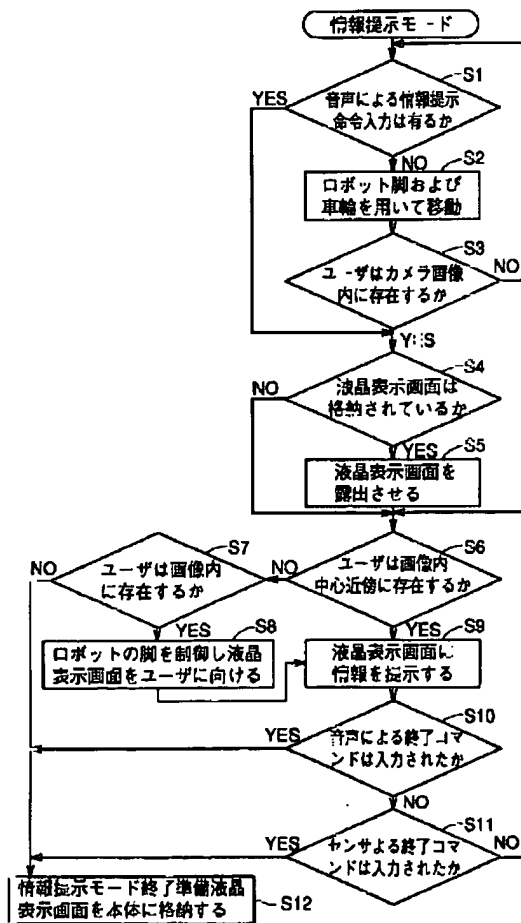 情報提示モード
S1
音声による情報提示
命令入力は有るか
YES
NO
S2
ロボット脚および
車輪を用いて移動
S3
ユーザはカメラ画像
内に存在するか
NO
YES
S4
液晶表示画面は
格納されているか
NO
YES
S5
液晶表示画面を
露出させる
S6
ユーザは画像内
中心近傍に存在するか
NO
YES
S7
ユーザは画像内
に存在するか
NO
YES
S8
ロボットの脚を制御し液晶
表示画面をユーザに向ける
S9
液晶表示画面に
情報を提示する
S10
音声による終了コマ
ンドは入力されたか
YES
NO
S11
センサよる終了コマ
ンドは入力されたか
YES
NO
情報提示モード終了準備液晶
表示画面を本体に格納する
S12